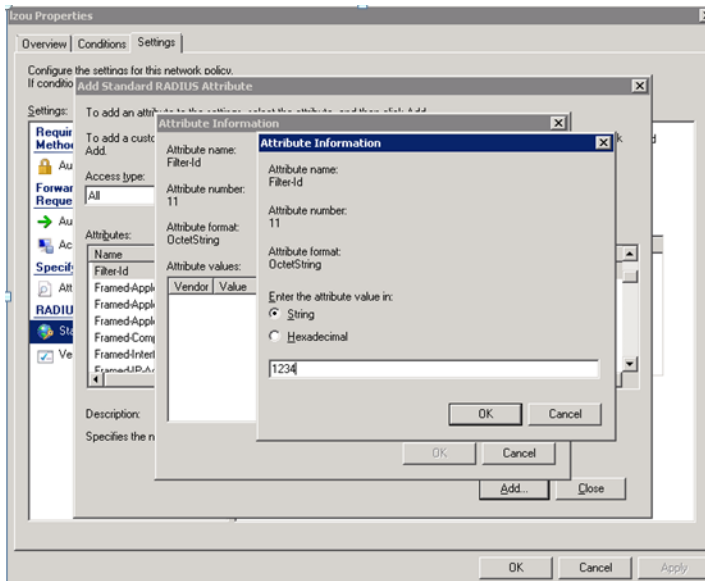 Izou Properties
Overview
Conditions
Settings
Configure the settings for this network policy.
If conditio
Settings:
Requir
Metho
Au
Forwar
Reque
Au
Ac
Specif
Att
RADIU
Sta
Ve
Add Standard RADIUS Attribute
To add an attribute to the settings, select the attribute, and then click Add.
To add a custo
Add.
Access type:
All
Attributes:
Name
Filter-Id
Framed-Appl
Framed-Appl
Framed-Appl
Framed-Comp
Framed-Interf
Framed-IP-Ad
Description:
Specifies the n
Add...
Close
Attribute Information
Attribute name:
Filter-Id
Attribute number:
11
Attribute format:
OctetString
Attribute values:
Vendor
Value
OK
Cancel
Attribute Information
Attribute name:
Filter-Id
Attribute number:
11
Attribute format:
OctetString
Enter the attribute value in:
String
Hexadecimal
1234
OK
Cancel
OK
Cancel
Apply